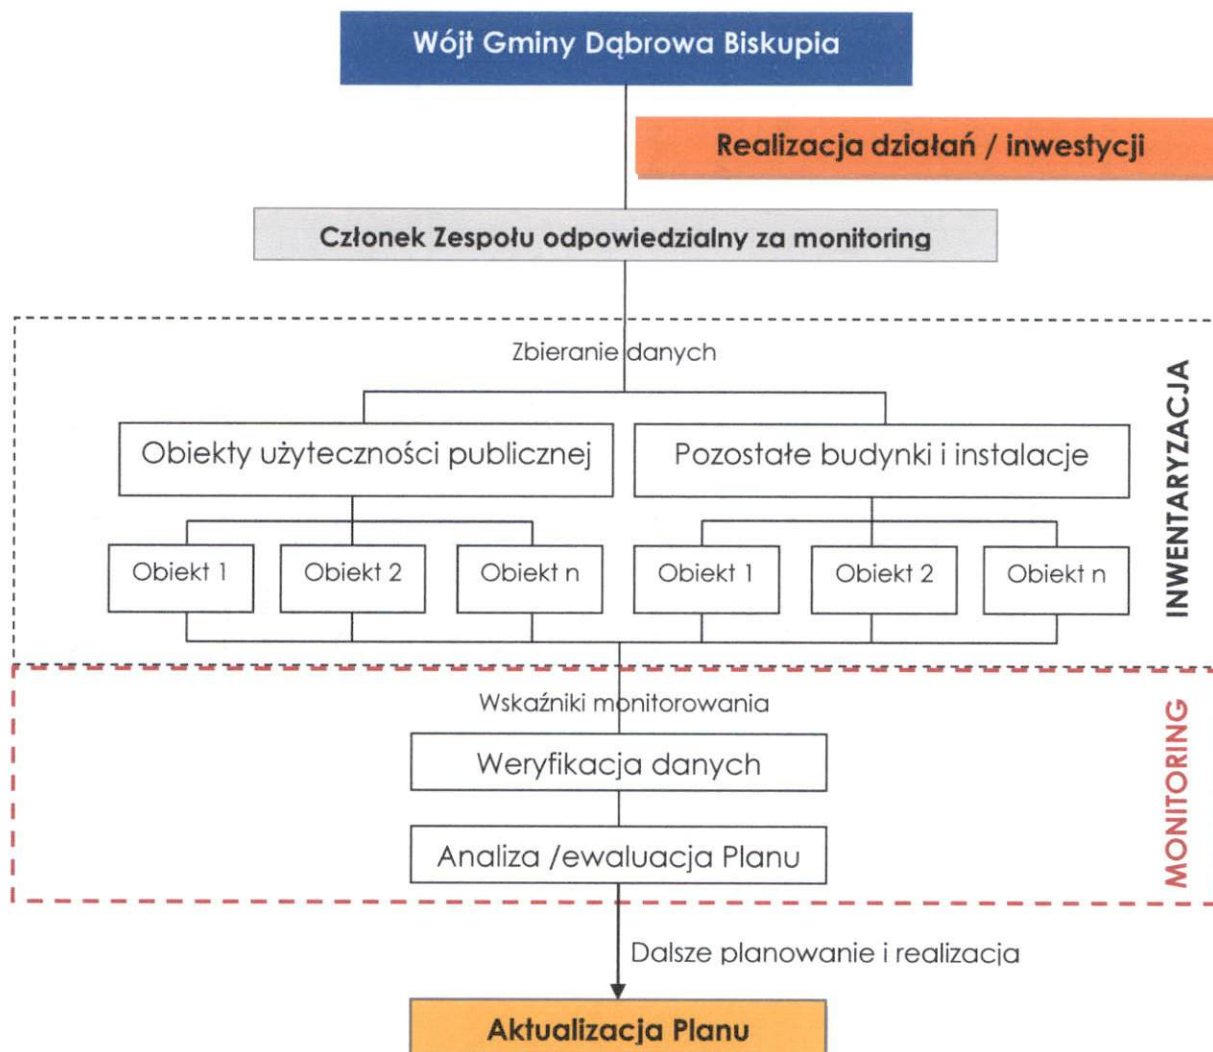 Wójt Gminy Dąbrowa Biskupia
Realizacja działań / inwestycji
Członek Zespołu odpowiedzialny za monitoring
Zbieranie danych
Obiekty użyteczności publicznej
Pozostałe budynki i instalacje
Obiekt 1
Obiekt 2
Obiekt n
Obiekt 1
Obiekt 2
Obiekt n
INWENTARYZACJA
Wskaźniki monitorowania
Weryfikacja danych
Analiza /ewaluacja Planu
MONITORING
Dalsze planowanie i realizacja
Aktualizacja Planu